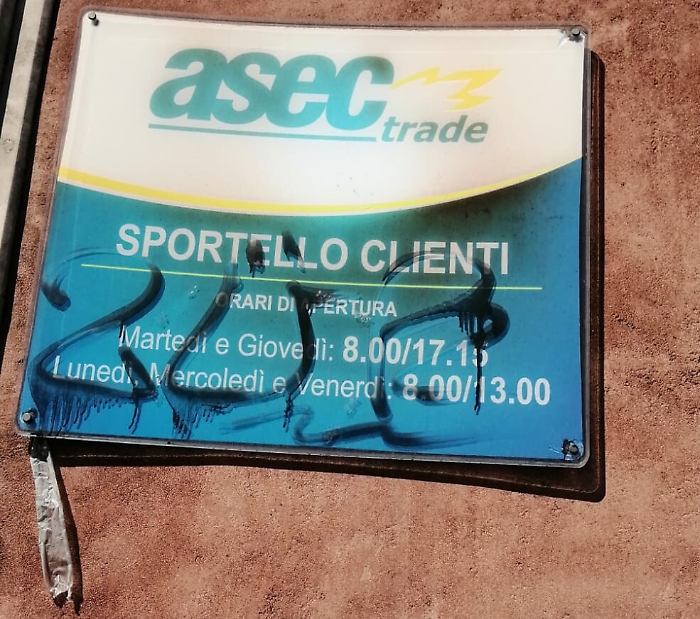 asec
trade
SPORTELLO CLIENTI
ORARI DI APERTURA
Martedì e Giovedì: 8.00/17.15
Lunedì, Mercoledì e Venerdì: 8.00/13.00